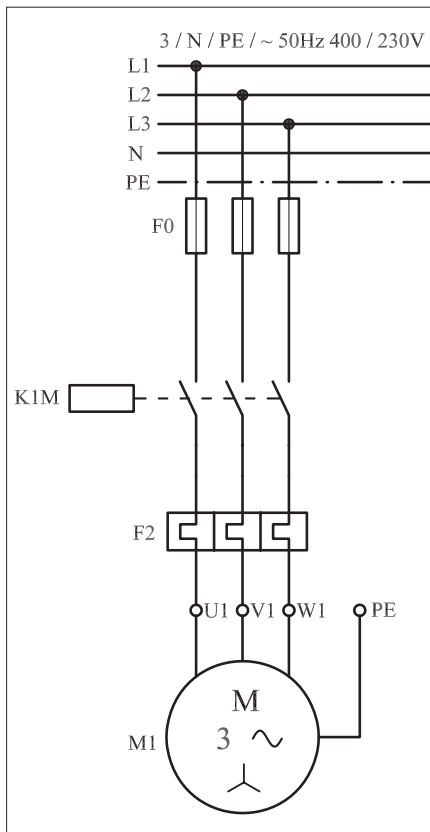 3 / N / PE / ~ 50Hz 400 / 230V
L1
L2
L3
N
PE
F0
K1M
F2
U1 V1 W1 PE
M
M1 3